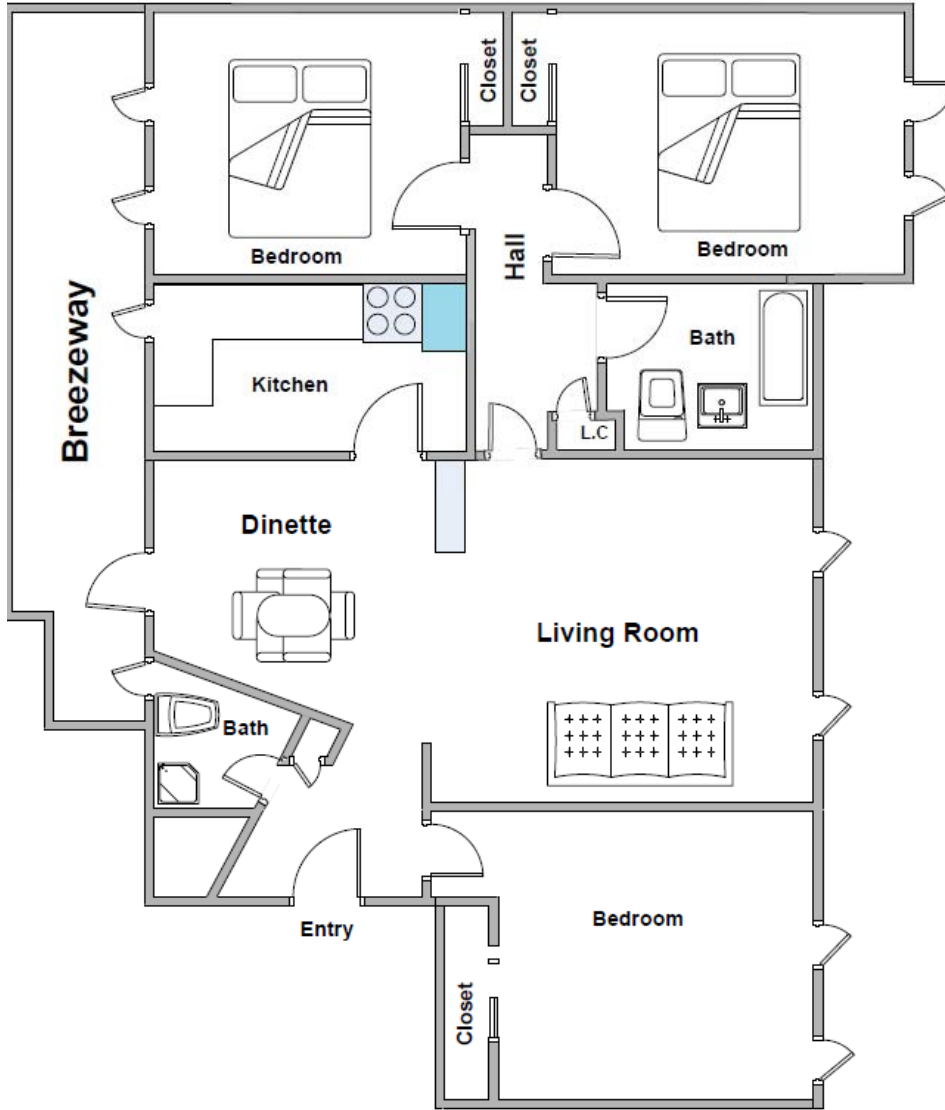 Closet
Closet
Bedroom
Bedroom
Hall
Breezeway
Bath
Kitchen
L.C
Dinette
Living Room
Bath
Bedroom
Entry
Closet